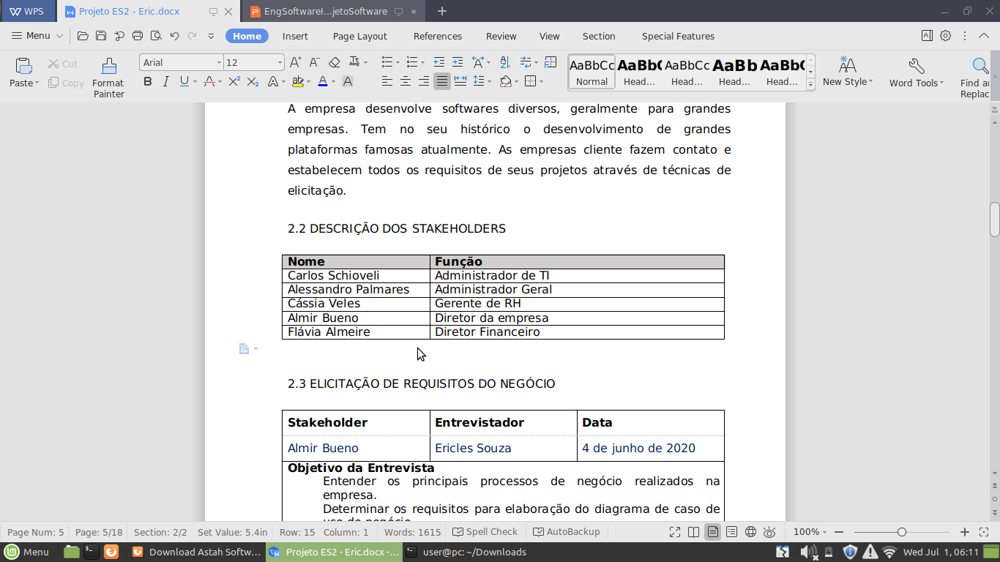 WPS
Projeto ES2 - Eric.docx
EngSoftwareI...jetoSoftware
Menu
Home
Insert
Page Layout
References
Review
View
Section
Special Features
Paste
Cut
Copy
Format
Painter
Arial
12
AaBbCc
Normal
AaBb
Head...
AaBbCc
Head...
AaBb
Head...
AaBb
Head...
New Style
Word Tools
Find a
Replac
A empresa desenvolve softwares diversos, geralmente para grandes
empresas. Tem no seu histórico o desenvolvimento de grandes
plataformas famosas atualmente. As empresas cliente fazem contato e
estabelecem todos os requisitos de seus projetos através de técnicas de
elicitação.
2.2 DESCRIÇÃO DOS STAKEHOLDERS
Nome Função
Carlos Schioveli Administrador de TI
Alessandro Palmares Administrador Geral
Cássia Veles Gerente de RH
Almir Bueno Diretor da empresa
Flávia Almeire Diretor Financeiro
2.3 ELICITAÇÃO DE REQUISITOS DO NEGÓCIO
Stakeholder Entrevistador Data
Almir Bueno Ericles Souza 4 de junho de 2020
Objetivo da Entrevista
Entender os principais processos de negócio realizados na
empresa.
Determinar os requisitos para elaboração do diagrama de caso de
uso de negócio
Page Num: 5 Page: 5/18 Section: 2/2 Set Value: 5.4in Row: 15 Column: 1 Words: 1615 Spell Check AutoBackup 100%
Menu Download Astah Softw... Projeto ES2 - Eric.docx -... user@pc: ~/Downloads Wed Jul 1, 06:11